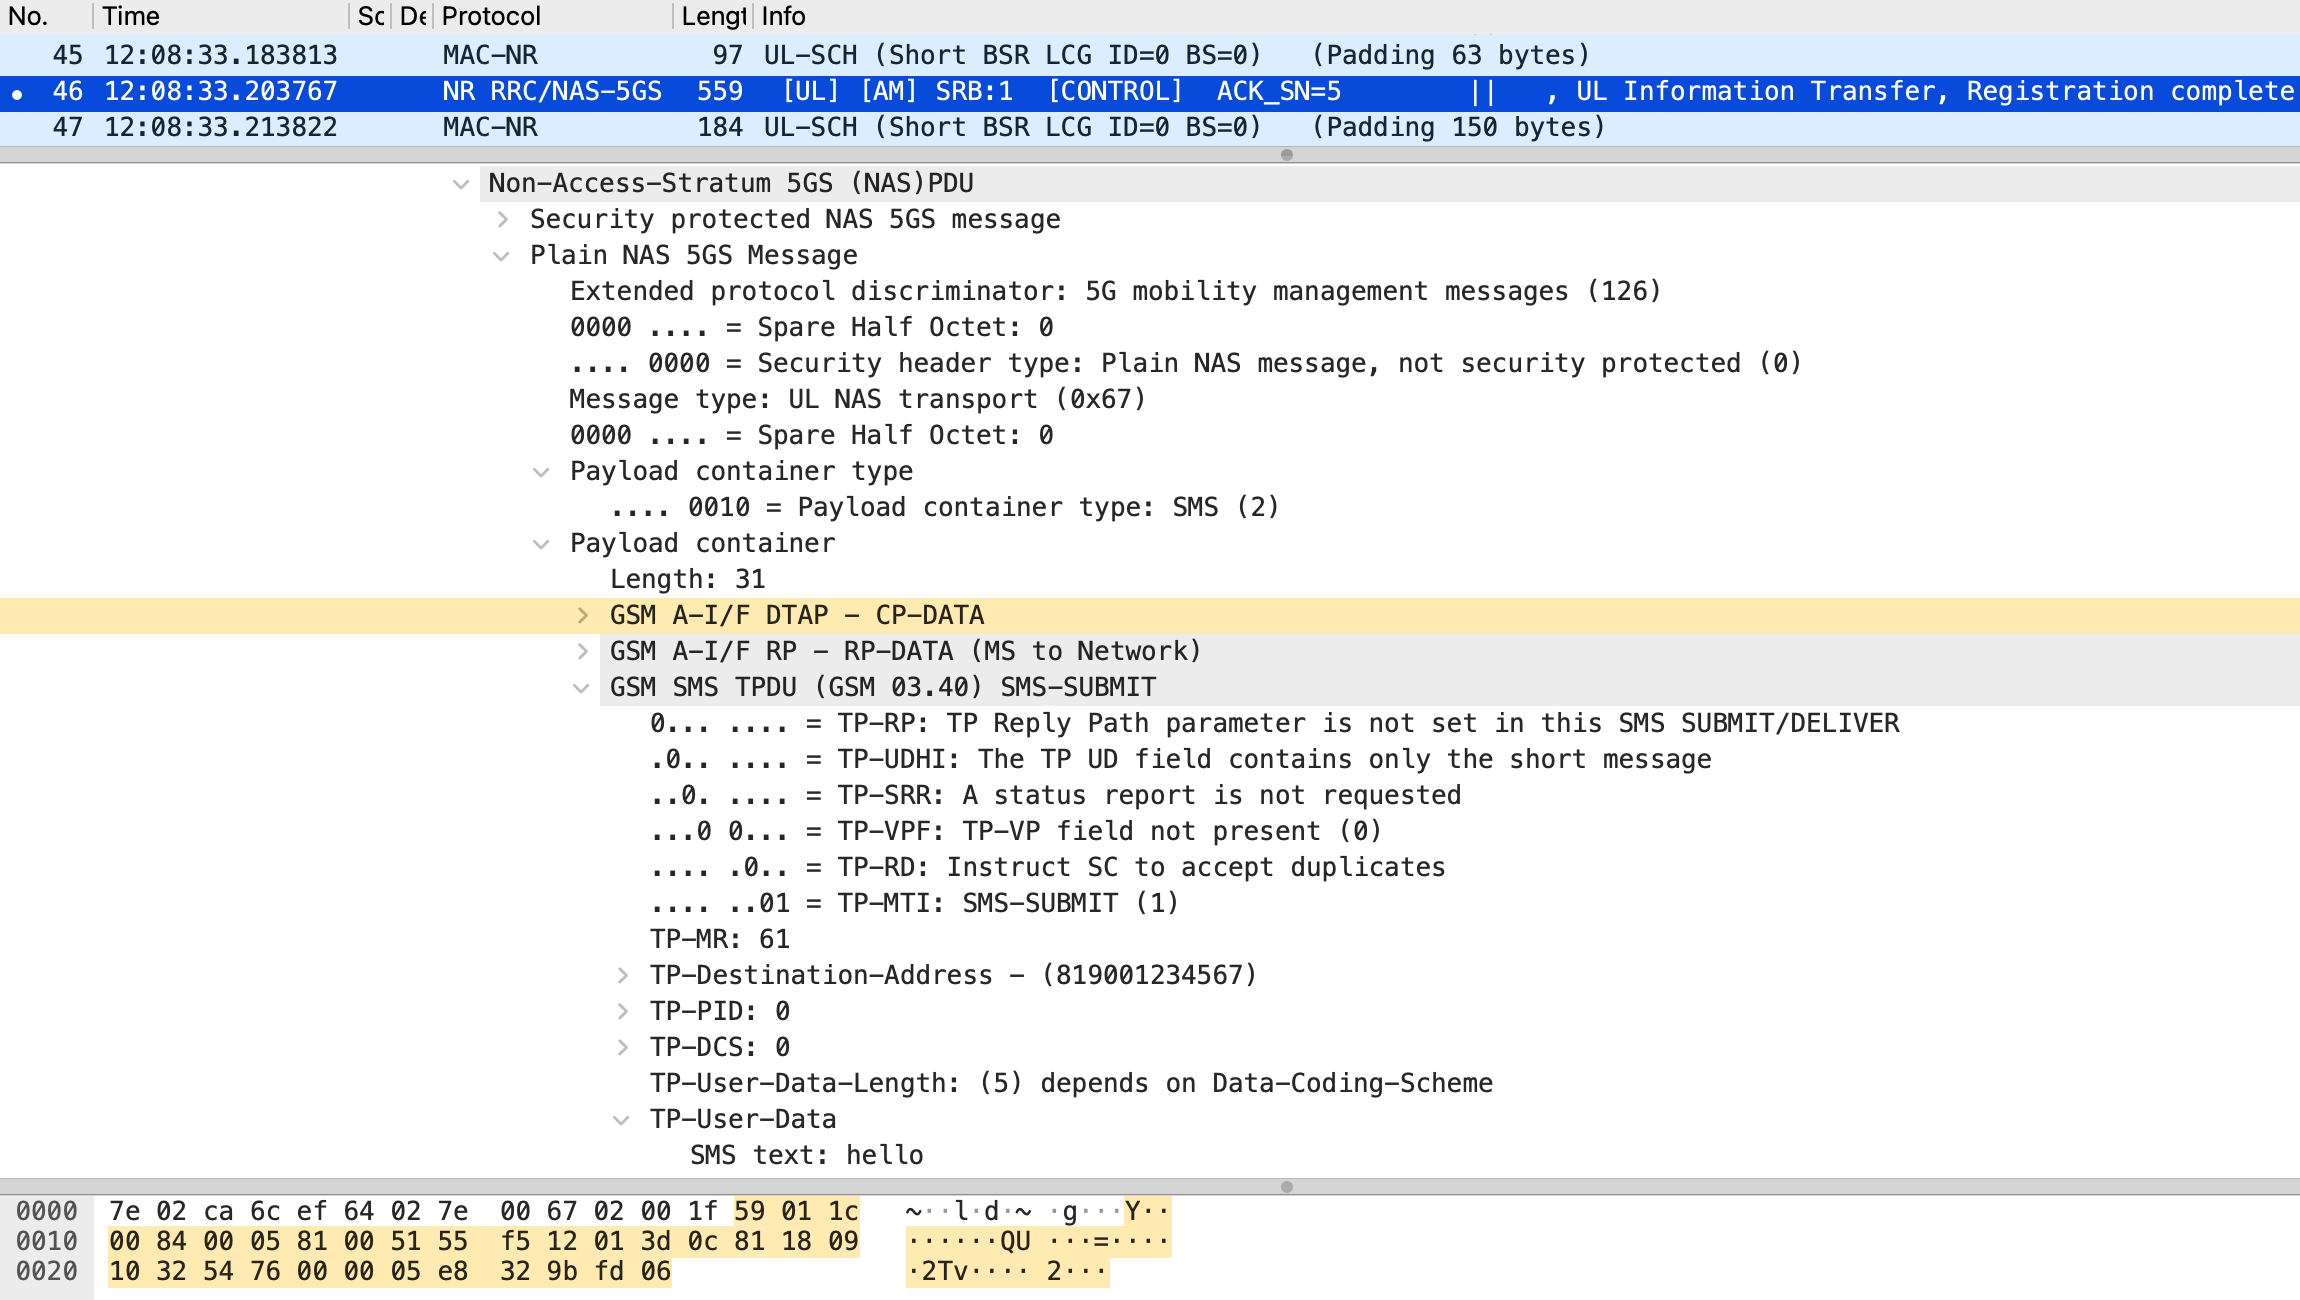 No. Time Sc De Protocol Lengt Info
45 12:08:33.183813 MAC-NR 97 UL-SCH (Short BSR LCG ID=0 BS=0) (Padding 63 bytes)
46 12:08:33.203767 NR RRC/NAS-5GS 559 [UL] [AM] SRB:1 [CONTROL] ACK_SN=5 || , UL Information Transfer, Registration complete
47 12:08:33.213822 MAC-NR 184 UL-SCH (Short BSR LCG ID=0 BS=0) (Padding 150 bytes)
Non-Access-Stratum 5GS (NAS)PDU
Security protected NAS 5GS message
Plain NAS 5GS Message
Extended protocol discriminator: 5G mobility management messages (126)
0000 .... = Spare Half Octet: 0
.... 0000 = Security header type: Plain NAS message, not security protected (0)
Message type: UL NAS transport (0x67)
0000 .... = Spare Half Octet: 0
Payload container type
.... 0010 = Payload container type: SMS (2)
Payload container
Length: 31
GSM A-I/F DTAP - CP-DATA
GSM A-I/F RP - RP-DATA (MS to Network)
GSM SMS TPDU (GSM 03.40) SMS-SUBMIT
0... .... = TP-RP: TP Reply Path parameter is not set in this SMS SUBMIT/DELIVER
.0.. .... = TP-UDHI: The TP UD field contains only the short message
..0. .... = TP-SRR: A status report is not requested
...0 0... = TP-VPF: TP-VP field not present (0)
.... .0.. = TP-RD: Instruct SC to accept duplicates
.... ..01 = TP-MTI: SMS-SUBMIT (1)
TP-MR: 61
TP-Destination-Address - (819001234567)
TP-PID: 0
TP-DCS: 0
TP-User-Data-Length: (5) depends on Data-Coding-Scheme
TP-User-Data
SMS text: hello
0000 7e 02 ca 6c ef 64 02 7e 00 67 02 00 1f 59 01 1c ~··l·d·~ ·g···Y··
0010 00 84 00 05 81 00 51 55 f5 12 01 3d 0c 81 18 09 ······QU ···=····
0020 10 32 54 76 00 00 05 e8 32 9b fd 06 ·2Tv···· 2···